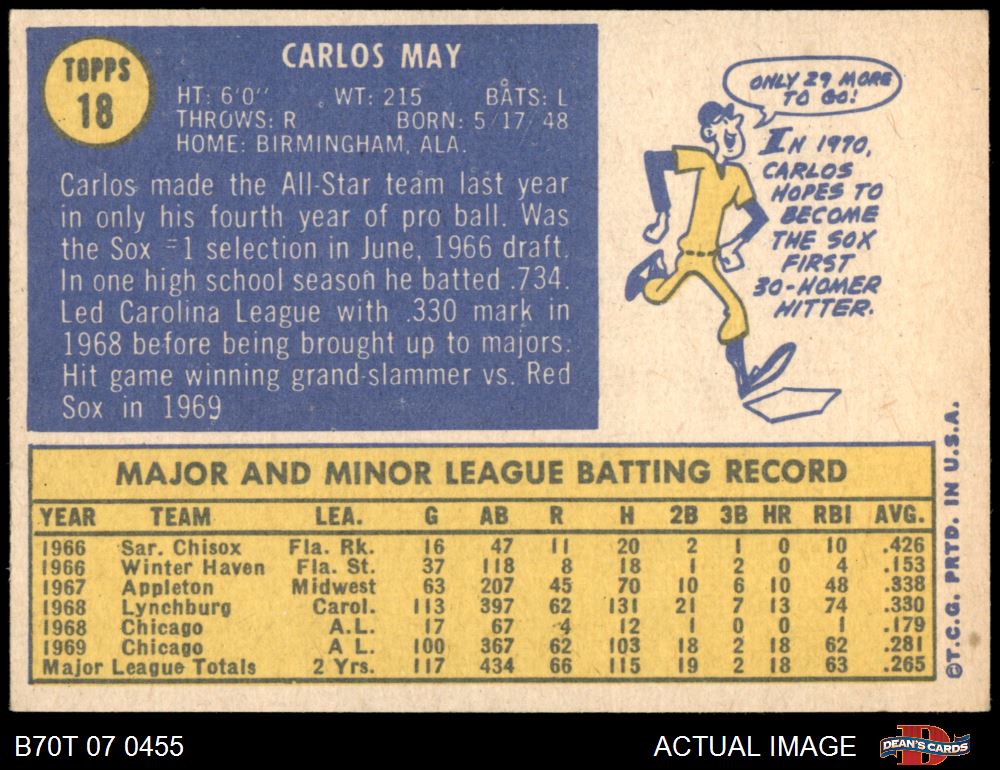 TOPPS
18
CARLOS MAY
HT: 6'0" WT: 215 BATS: L
THROWS: R BORN: 5/17/48
HOME: BIRMINGHAM, ALA.
Carlos made the All-Star team last year
in only his fourth year of pro ball. Was
the Sox #1 selection in June, 1966 draft.
In one high school season he batted .734.
Led Carolina League with .330 mark in
1968 before being brought up to majors.
Hit game winning grand-slammer vs. Red
Sox in 1969
ONLY 29 MORE
TO GO!
IN 1970,
CARLOS
HOPES TO
BECOME
THE SOX
FIRST
30-HOMER
HITTER.
MAJOR AND MINOR LEAGUE BATTING RECORD
YEAR TEAM LEA. G AB R H 2B 3B HR RBI AVG.
1966 Sar. Chisox Fla. Rk. 16 47 11 20 2 1 0 10 .426
1966 Winter Haven Fla. St. 37 118 8 18 1 2 0 4 .153
1967 Appleton Midwest 63 207 45 70 10 6 10 48 .338
1968 Lynchburg Carol. 113 397 62 131 21 7 13 74 .330
1968 Chicago A.L. 17 67 4 12 1 0 0 1 .179
1969 Chicago A L. 100 367 62 103 18 2 18 62 .281
Major League Totals 2 Yrs. 117 434 66 115 19 2 18 63 .265
©T.C.G. PRTD. IN U.S.A.
B70T 07 0455 ACTUAL IMAGE
D
DEAN'S CARDS